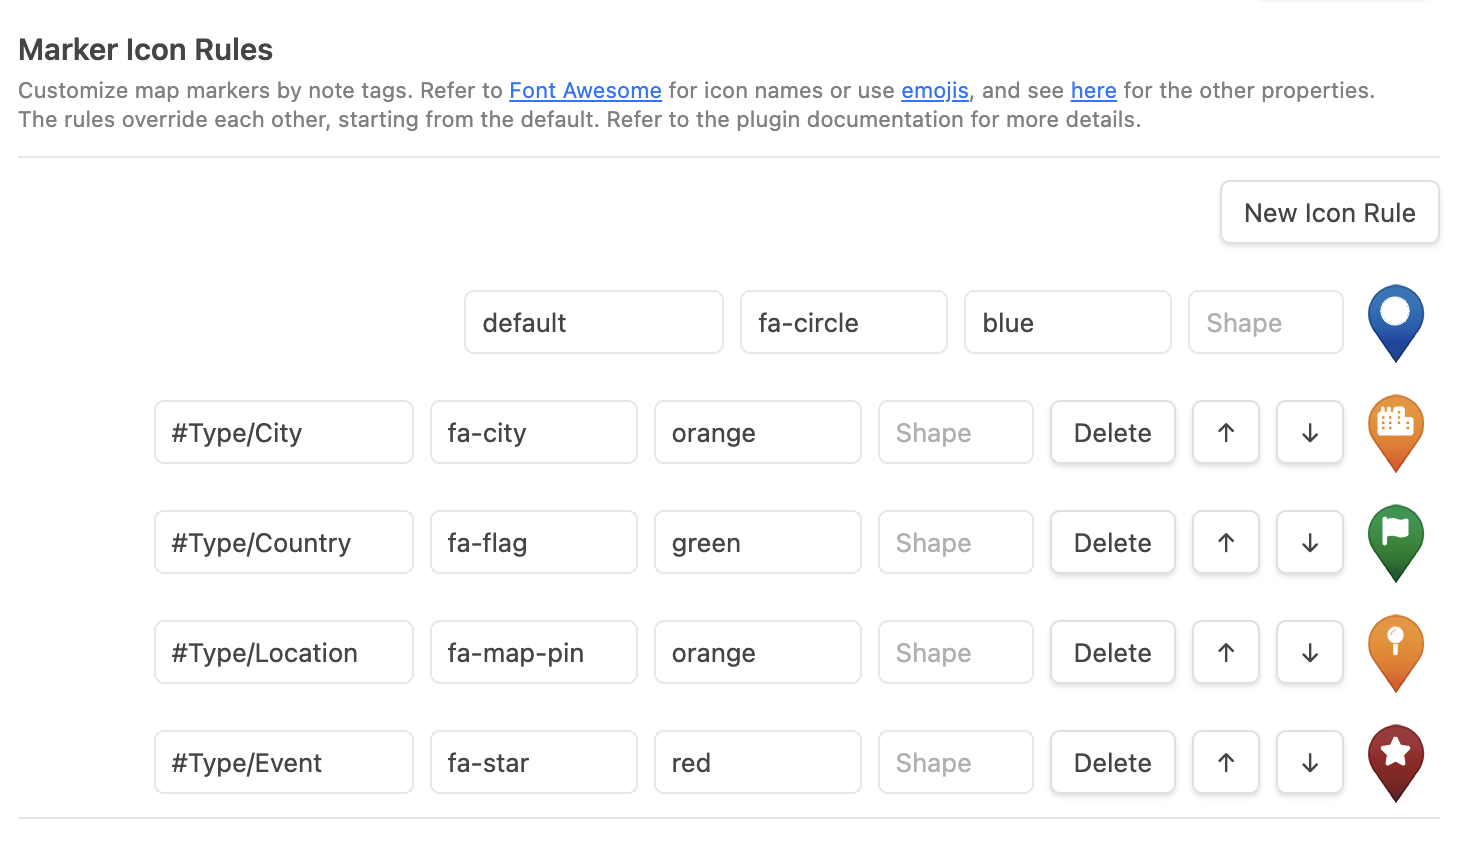 Marker Icon Rules
Customize map markers by note tags. Refer to Font Awesome for icon names or use emojis, and see here for the other properties.
The rules override each other, starting from the default. Refer to the plugin documentation for more details.
New Icon Rule
default fa-circle blue Shape
#Type/City fa-city orange Shape Delete ↑ ↓
#Type/Country fa-flag green Shape Delete ↑ ↓
#Type/Location fa-map-pin orange Shape Delete ↑ ↓
#Type/Event fa-star red Shape Delete ↑ ↓